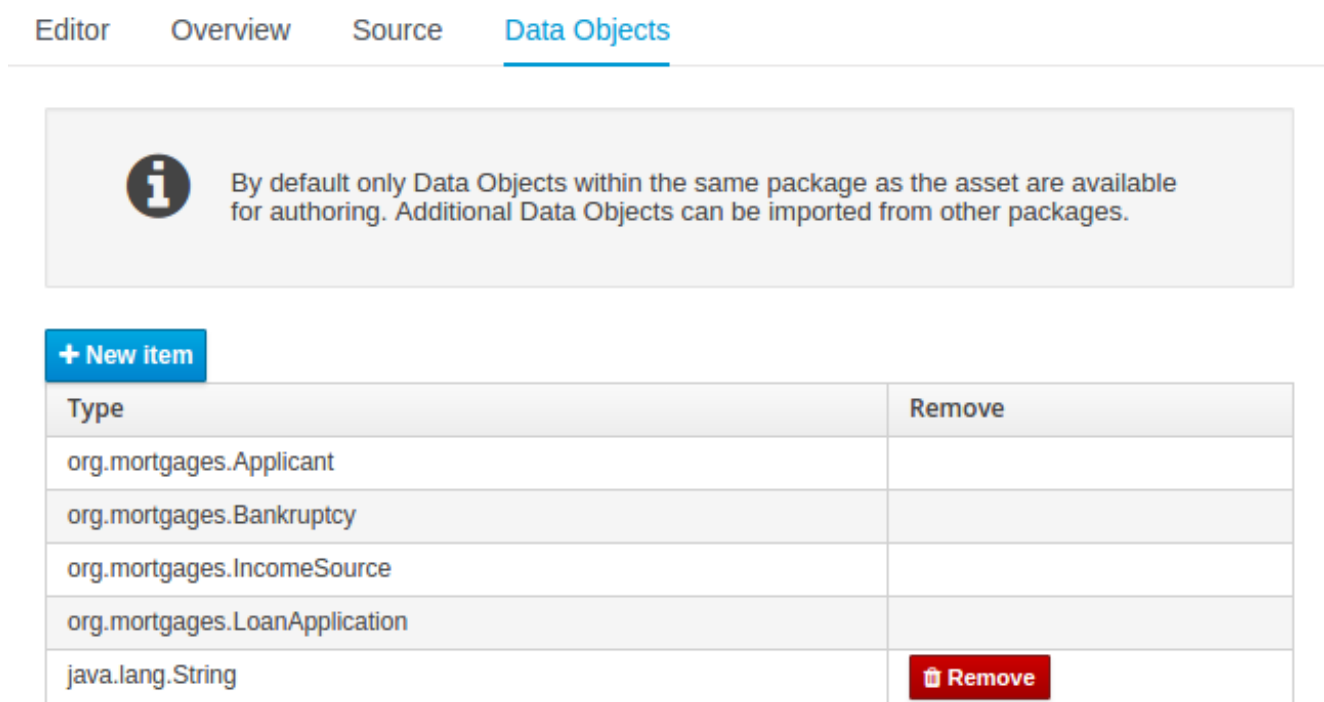 Editor Overview Source Data Objects
By default only Data Objects within the same package as the asset are available
for authoring. Additional Data Objects can be imported from other packages.
New item
Type Remove
org.mortgages.Applicant
org.mortgages.Bankruptcy
org.mortgages.IncomeSource
org.mortgages.LoanApplication
java.lang.String Remove